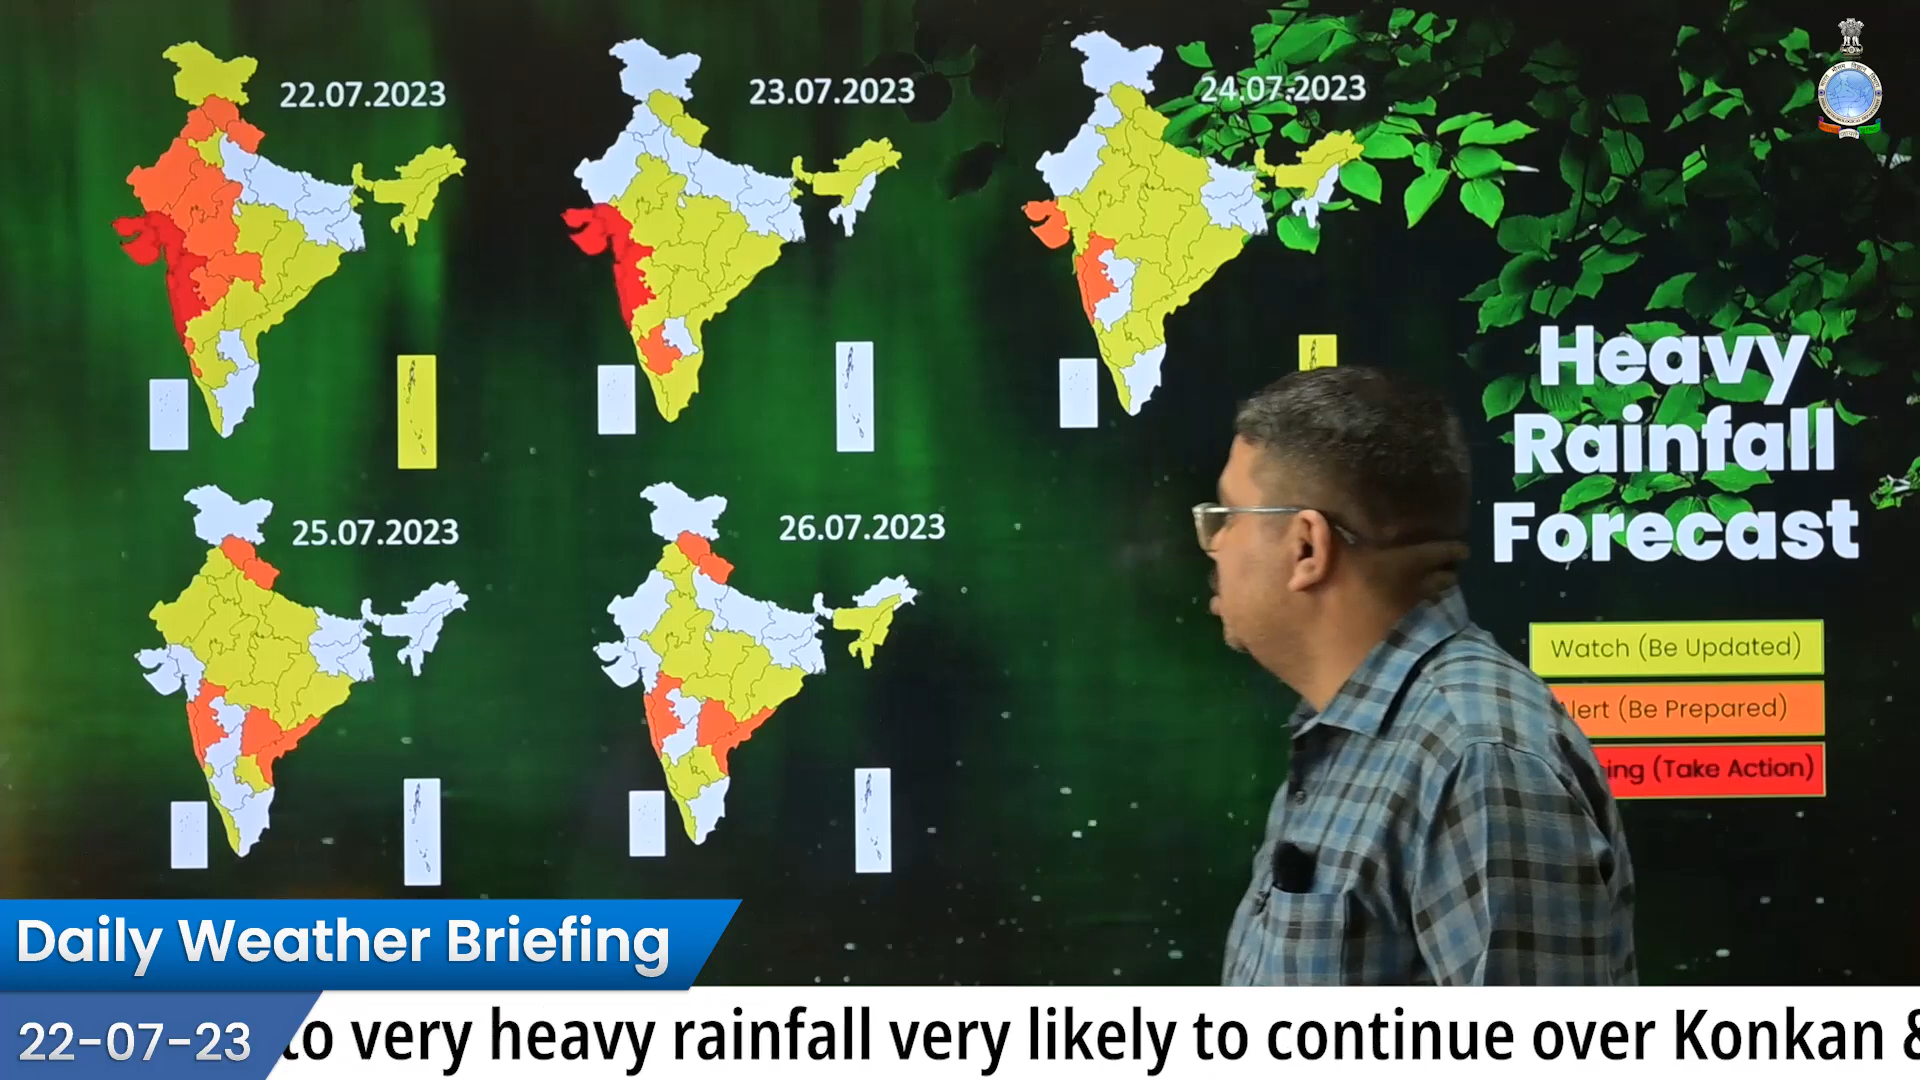 22.07.2023
23.07.2023
24.07.2023
25.07.2023
26.07.2023
Heavy
Rainfall
Forecast
Watch (Be Updated)
(Be Prepared)
(Take Action)
Daily Weather Briefing
22-07-23
to very heavy rainfall very likely to continue over Konkan &